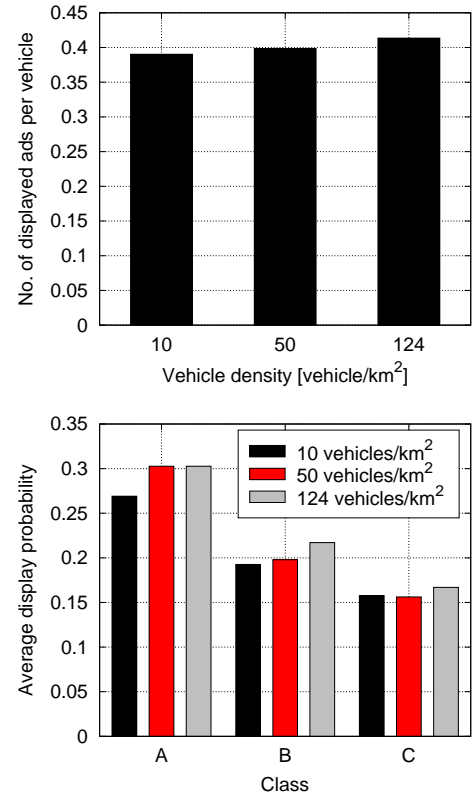 No. of displayed ads per vehicle
0.45
0.4
0.35
0.3
0.25
0.2
0.15
0.1
0.05
0
10 50 124
Vehicle density [vehicle/km²]
Average display probability
0.35
0.3
0.25
0.2
0.15
0.1
0.05
0
10 vehicles/km²
50 vehicles/km²
124 vehicles/km²
A B C
Class